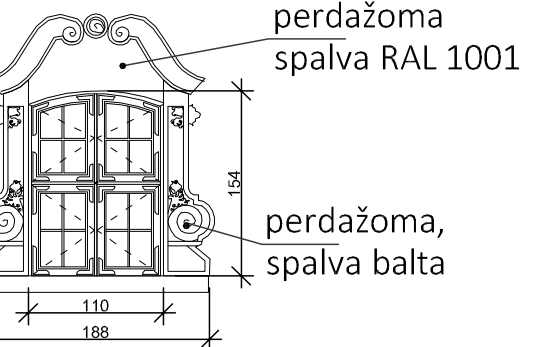 perdažoma
spalva RAL 1001
154
perdažoma,
spalva balta
110
188